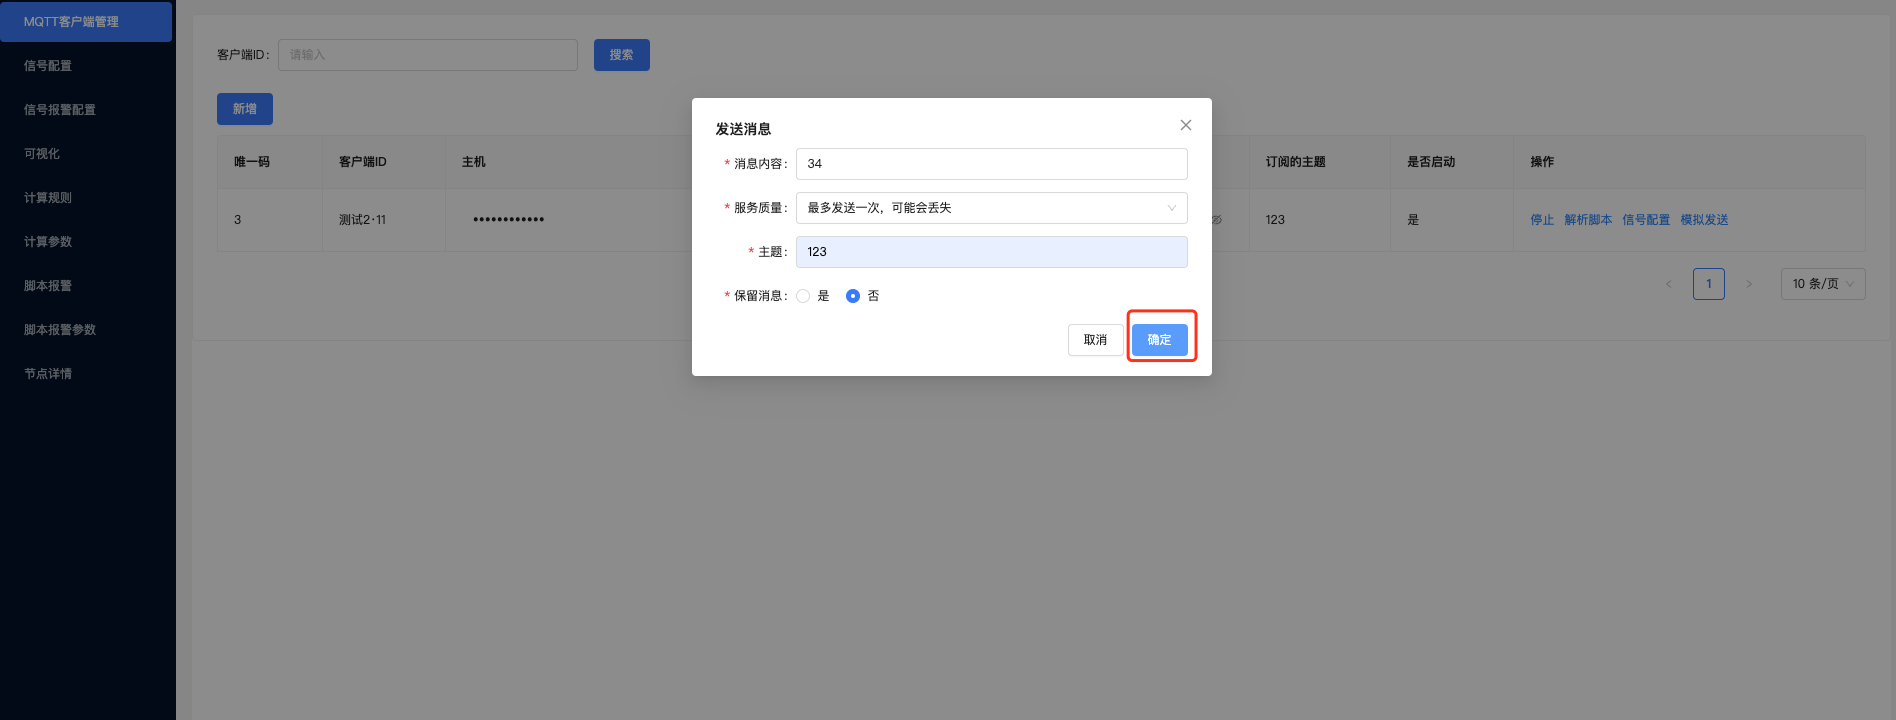 MQTT客户端管理
信号配置
信号报警配置
可视化
计算规则
计算参数
脚本报警
脚本报警参数
节点详情
客户端ID: 请输入 搜索
新增
唯一码 客户端ID 主机 订阅的主题 是否启动 操作
3 测试2·11 •••••••••••• 123 是 停止 解析脚本 信号配置 模拟发送
1 10 条/页
发送消息
* 消息内容: 34
* 服务质量: 最多发送一次，可能会丢失
* 主题: 123
* 保留消息: 是 否
取消 确定